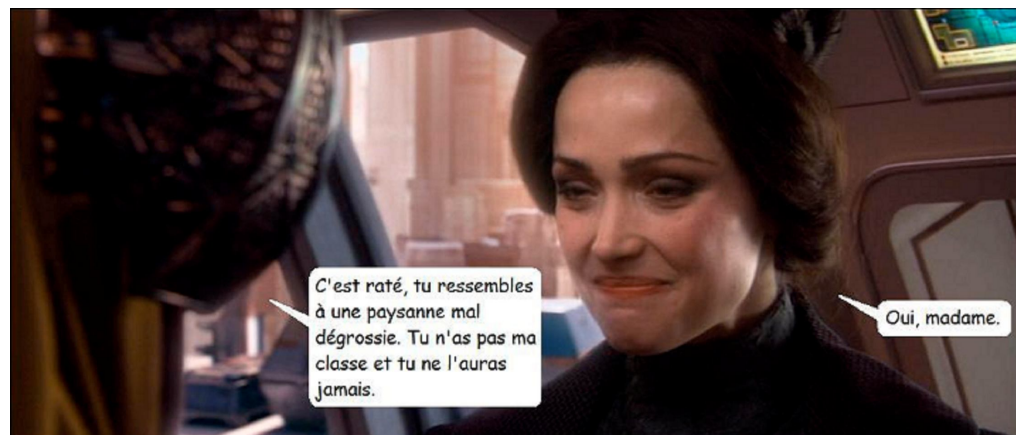 C'est raté, tu ressembles
à une paysanne mal
dégrossie. Tu n'as pas ma
classe et tu ne l'auras
jamais.
Oui, madame.